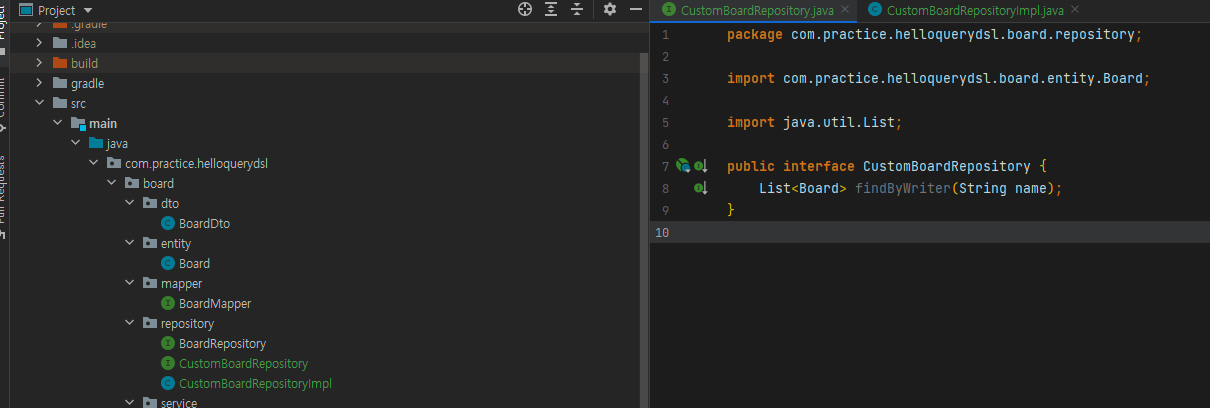 Project
CustomBoardRepository.java
CustomBoardRepositoryImpl.java
Project
Commit
Pull Requests
.gradle
.idea
build
gradle
src
main
java
com.practice.helloquerydsl
board
dto
BoardDto
entity
Board
mapper
BoardMapper
repository
BoardRepository
CustomBoardRepository
CustomBoardRepositoryImpl
service
1 package com.practice.helloquerydsl.board.repository;
2
3 import com.practice.helloquerydsl.board.entity.Board;
4
5 import java.util.List;
6
7 public interface CustomBoardRepository {
8 List<Board> findByWriter(String name);
9 }
10